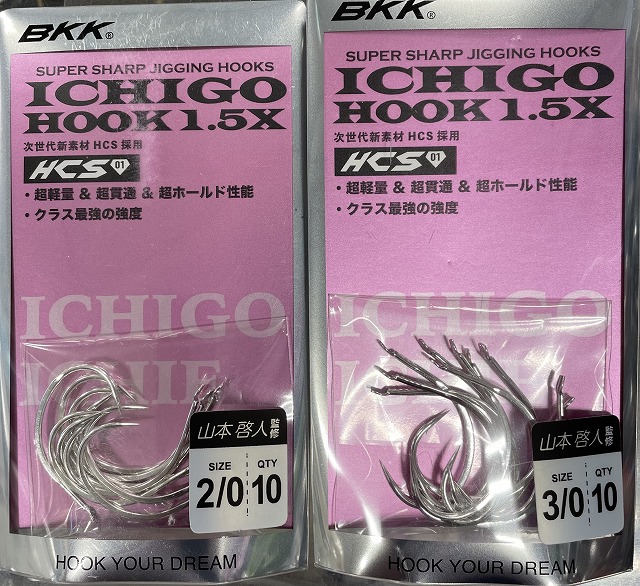 BKK®
SUPER SHARP JIGGING HOOKS
ICHIGO
HOOK 1.5X
次世代新素材 HCS 採用
HCS 01
・超軽量 & 超貫通 & 超ホールド性能
・クラス最強の強度
ICHIGO
山本啓人 監修
SIZE QTY
2/0 10
HOOK YOUR DREAM
BKK®
SUPER SHARP JIGGING HOOKS
ICHIGO
HOOK 1.5X
次世代新素材 HCS 採用
HCS 01
・超軽量 & 超貫通 & 超ホールド性能
・クラス最強の強度
ICHIGO
山本啓人 監修
SIZE QTY
3/0 10
HOOK YOUR DREAM